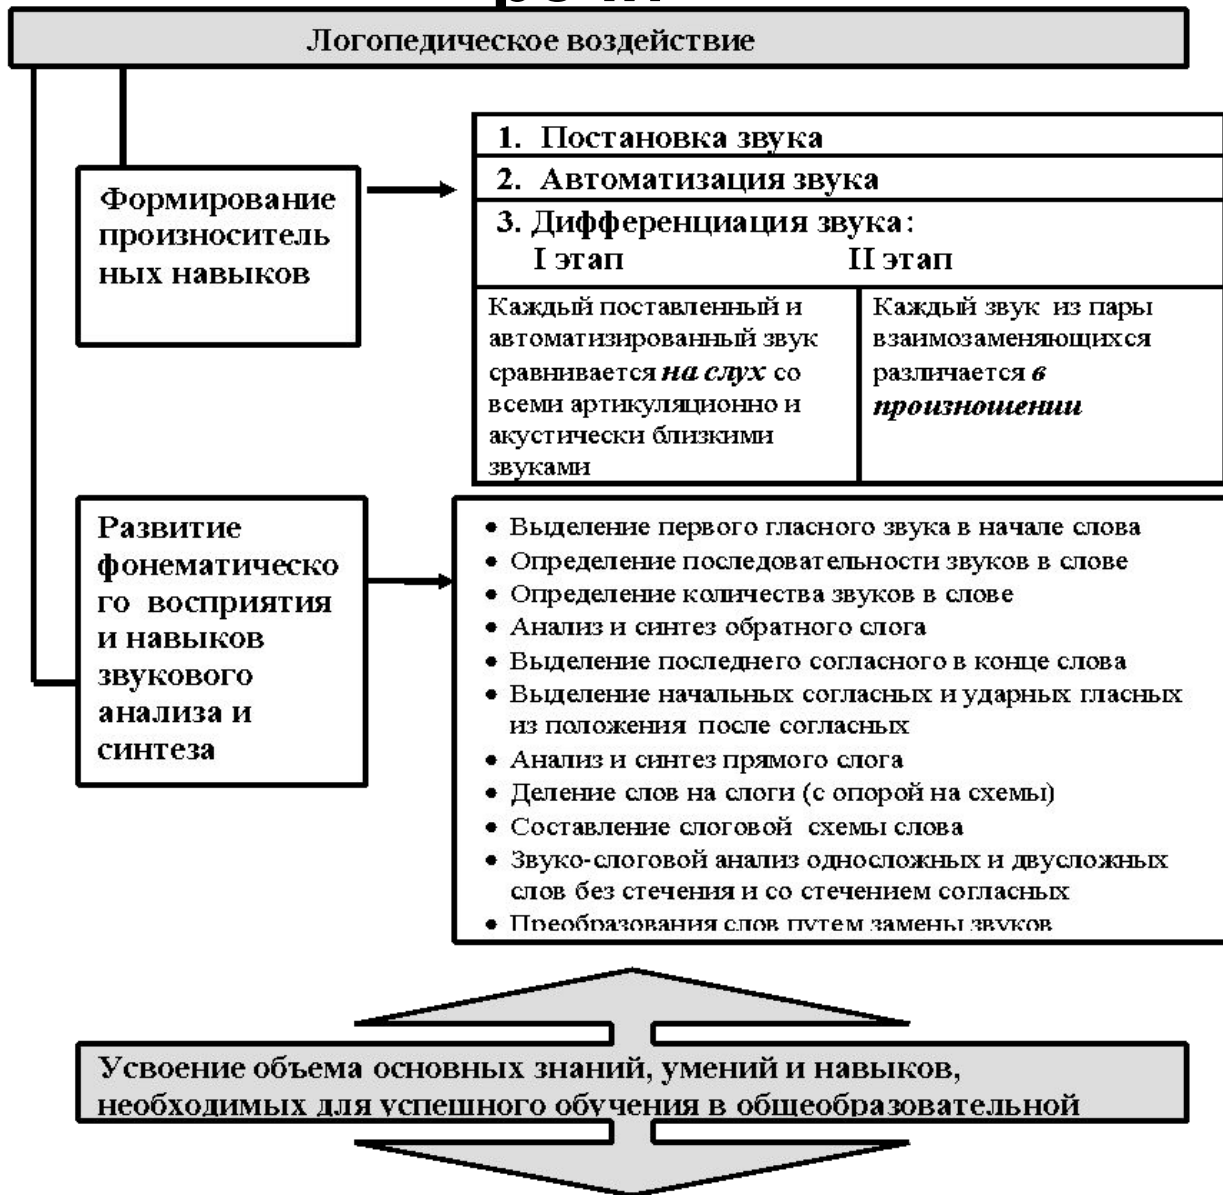 Логопедическое воздействие
Формирование
произноситель
ных навыков
1. Постановка звука
2. Автоматизация звука
3. Дифференциация звука:
I этап II этап
Каждый поставленный и
автоматизированный звук
сравнивается на слух со
всеми артикуляционно и
акустически близкими
звуками
Каждый звук из пары
взаимозаменяющихся
различается в
произношении
Развитие
фонематическо
го восприятия
и навыков
звукового
анализа и
синтеза
• Выделение первого гласного звука в начале слова
• Определение последовательности звуков в слове
• Определение количества звуков в слове
• Анализ и синтез обратного слога
• Выделение последнего согласного в конце слова
• Выделение начальных согласных и ударных гласных
из положения после согласных
• Анализ и синтез прямого слога
• Деление слов на слоги (с опорой на схемы)
• Составление слоговой схемы слова
• Звуко-слоговой анализ односложных и двусложных
слов без стечения и со стечением согласных
• Преобразования слов путем замены звуков
Усвоение объема основных знаний, умений и навыков,
необходимых для успешного обучения в общеобразовательной